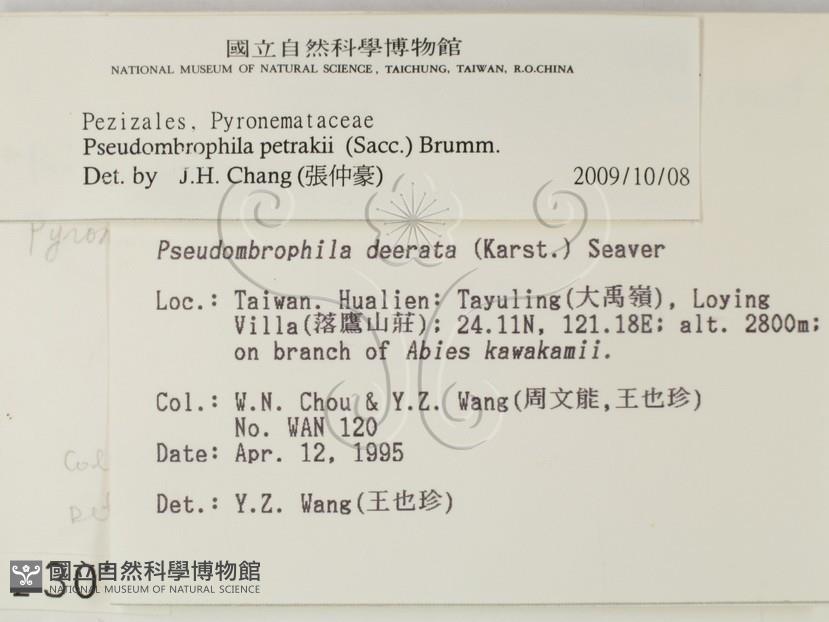 國立自然科學博物館
NATIONAL MUSEUM OF NATURAL SCIENCE, TAICHUNG, TAIWAN, R.O.CHINA
Pezizales, Pyronemataceae
Pseudombrophila petrakii (Sacc.) Brumm.
Det. by J.H. Chang (張仲豪) 2009/10/08
Pyron
Pseudombrophila deerata (Karst.) Seaver
Loc.: Taiwan. Hualien: Tayuling(大禹嶺), Loying
Villa(落鷹山莊); 24.11N, 121.18E; alt. 2800m;
on branch of Abies kawakamii.
Col.: W.N. Chou & Y.Z. Wang(周文能,王也珍)
No. WAN 120
Date: Apr. 12, 1995
Col
Det.: Y.Z. Wang(王也珍)
國立自然科學博物館
NATIONAL MUSEUM OF NATURAL SCIENCE